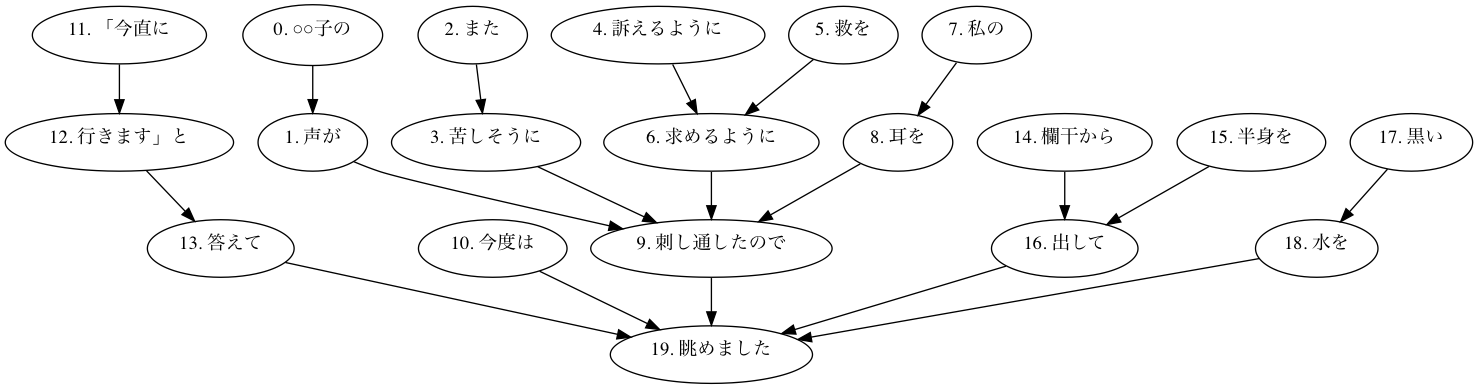 11. 「今直に
0. ○○子の
2. また
4. 訴えるように
5. 救を
7. 私の
12. 行きます」と
1. 声が
3. 苦しそうに
6. 求めるように
8. 耳を
14. 欄干から
15. 半身を
17. 黒い
13. 答えて
10. 今度は
9. 刺し通したので
16. 出して
18. 水を
19. 眺めました